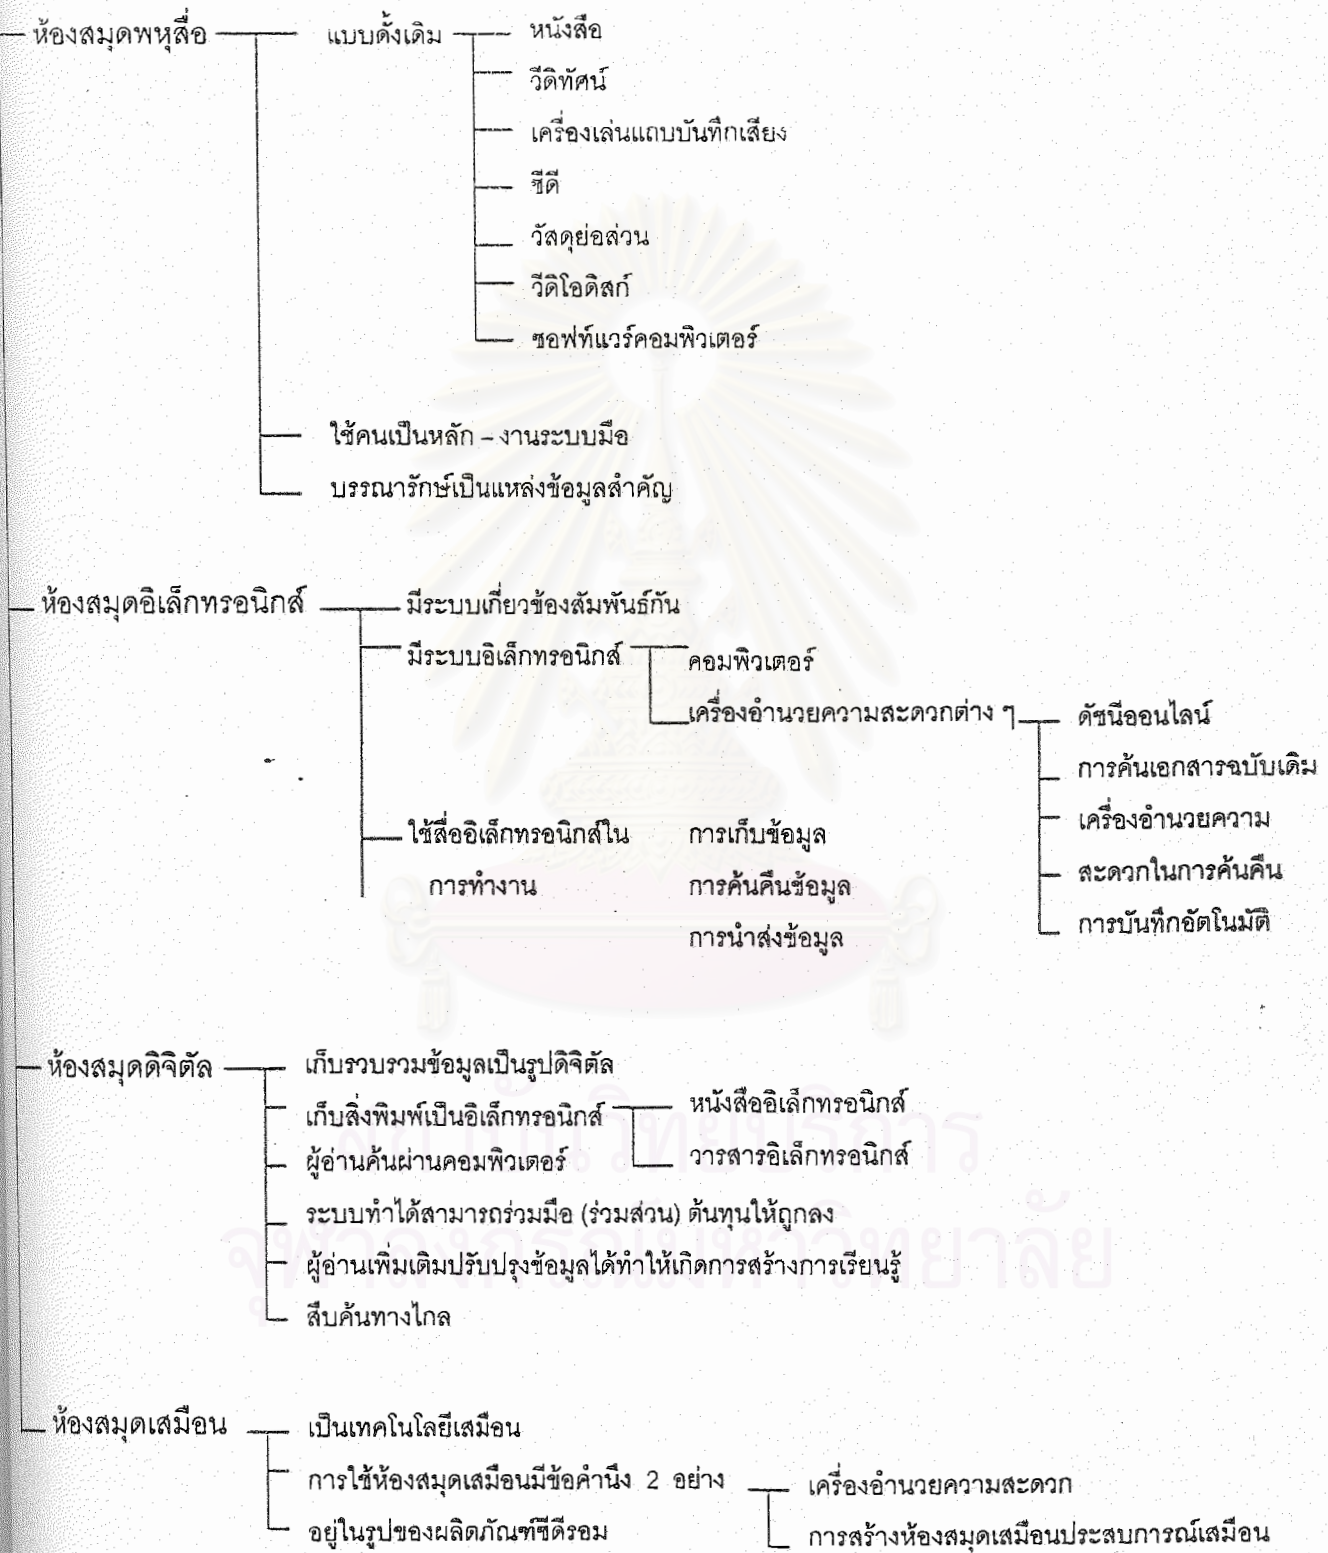 ห้องสมุดพหุสื่อ
แบบดั้งเดิม
หนังสือ
วีดิทัศน์
เครื่องเล่นแถบบันทึกเสียง
ซีดี
วัสดุย่อส่วน
วีดิโอดิสก์
ซอฟท์แวร์คอมพิวเตอร์
ใช้คนเป็นหลัก – งานระบบมือ
บรรณารักษ์เป็นแหล่งข้อมูลสำคัญ
ห้องสมุดอิเล็กทรอนิกส์
มีระบบเกี่ยวข้องสัมพันธ์กัน
มีระบบอิเล็กทรอนิกส์
คอมพิวเตอร์
เครื่องอำนวยความสะดวกต่าง ๆ
ดัชนีออนไลน์
การค้นเอกสารฉบับเดิม
เครื่องอำนวยความ
สะดวกในการค้นคืน
การบันทึกอัตโนมัติ
ใช้สื่ออิเล็กทรอนิกส์ใน
การทำงาน
การเก็บข้อมูล
การค้นคืนข้อมูล
การนำส่งข้อมูล
ห้องสมุดดิจิตัล
เก็บรวบรวมข้อมูลเป็นรูปดิจิตัล
เก็บสิ่งพิมพ์เป็นอิเล็กทรอนิกส์
หนังสืออิเล็กทรอนิกส์
วารสารอิเล็กทรอนิกส์
ผู้อ่านค้นผ่านคอมพิวเตอร์
ระบบทำได้สามารถร่วมมือ (ร่วมส่วน) ต้นทุนให้ถูกลง
ผู้อ่านเพิ่มเติมปรับปรุงข้อมูลได้ทำให้เกิดการสร้างการเรียนรู้
สืบค้นทางไกล
สถาบันวิทยบริการ
จุฬาลงกรณ์มหาวิทยาลัย
ห้องสมุดเสมือน
เป็นเทคโนโลยีเสมือน
การใช้ห้องสมุดเสมือนมีข้อคำนึง 2 อย่าง
เครื่องอำนวยความสะดวก
การสร้างห้องสมุดเสมือนประสบการณ์เสมือน
อยู่ในรูปของผลิตภัณฑ์ซีดีรอม